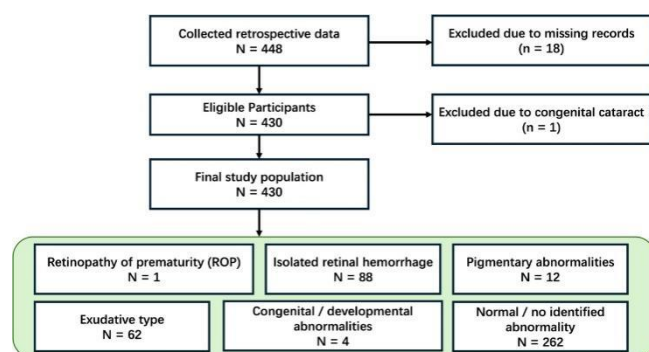 Collected retrospective data
N = 448
Excluded due to missing records
(n = 18)
Eligible Participants
N = 430
Excluded due to congenital cataract
(n = 1)
Final study population
N = 430
Retinopathy of prematurity (ROP)
N = 1
Isolated retinal hemorrhage
N = 88
Pigmentary abnormalities
N = 12
Exudative type
N = 62
Congenital / developmental
abnormalities
N = 4
Normal / no identified
abnormality
N = 262